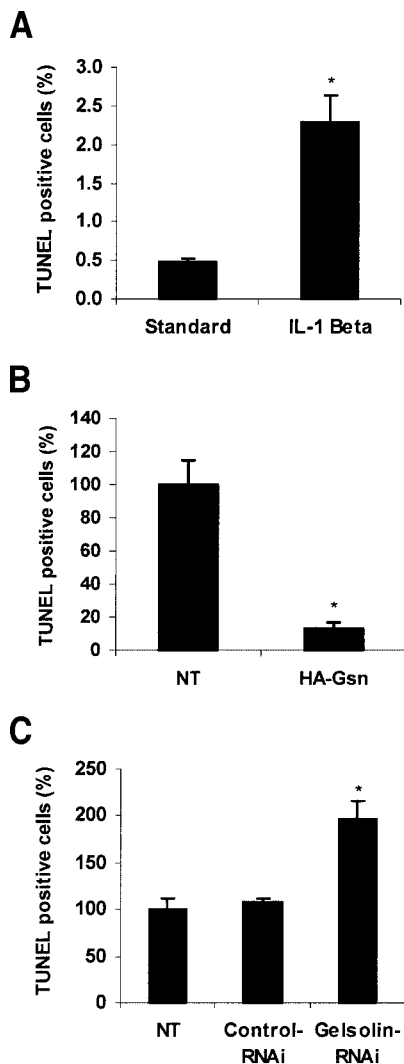 A
TUNEL positive cells (%)
3.0
2.5
2.0
1.5
1.0
0.5
0.0
*
Standard IL-1 Beta
B
TUNEL positive cells (%)
140
120
100
80
60
40
20
0
*
NT HA-Gsn
C
TUNEL positive cells (%)
250
200
150
100
50
0
*
NT Control- Gelsolin-
RNAi RNAi